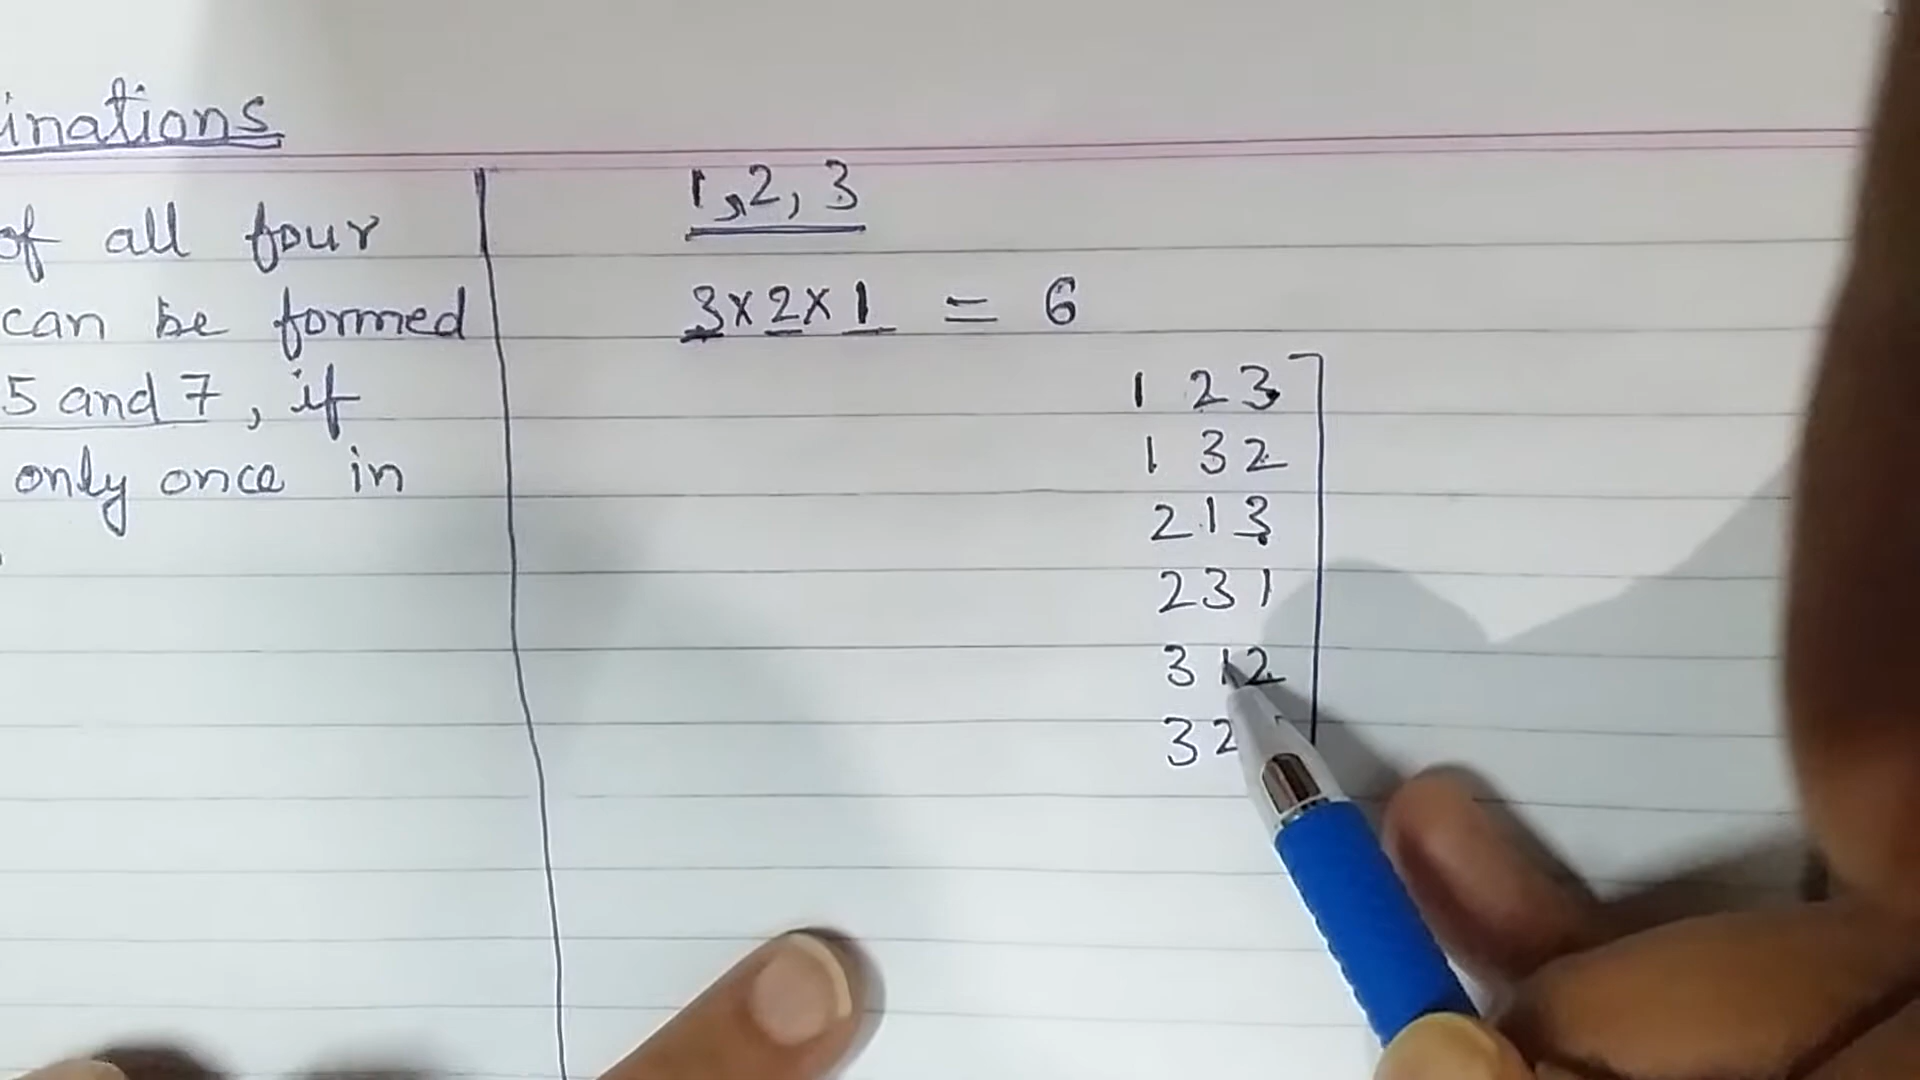 inations
of all four
can be formed
5 and 7, if
only once in
1, 2, 3
3 x 2 x 1 = 6
1 2 3
1 3 2
2 1 3
2 3 1
3 1 2
3 2